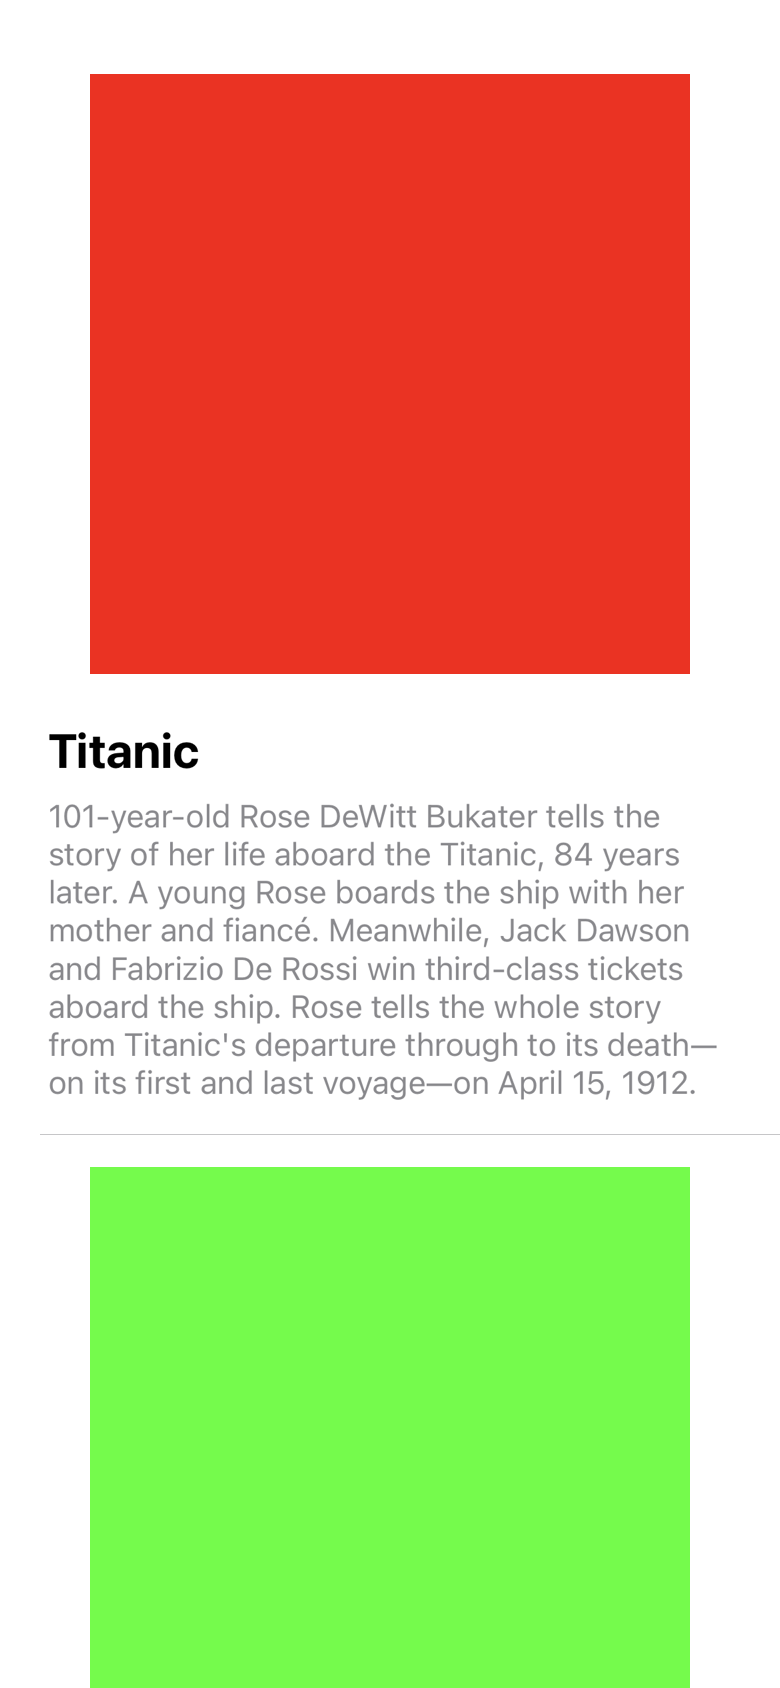 Titanic
101-year-old Rose DeWitt Bukater tells the
story of her life aboard the Titanic, 84 years
later. A young Rose boards the ship with her
mother and fiancé. Meanwhile, Jack Dawson
and Fabrizio De Rossi win third-class tickets
aboard the ship. Rose tells the whole story
from Titanic's departure through to its death—
on its first and last voyage—on April 15, 1912.